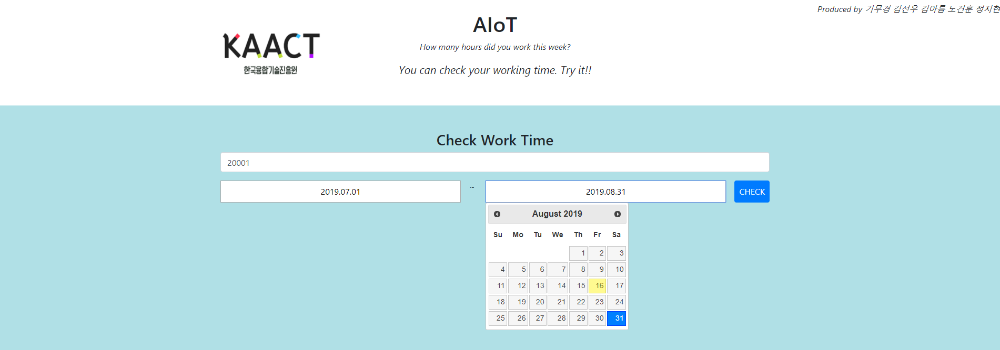 Produced by 기무경 김선우 김아름 노건훈 정지현
AIoT
KAACT
한국융합기술진흥원
How many hours did you work this week?
You can check your working time. Try it!!
Check Work Time
20001
2019.07.01 ~ 2019.08.31 CHECK
August 2019
Su Mo Tu We Th Fr Sa
1 2 3
4 5 6 7 8 9 10
11 12 13 14 15 16 17
18 19 20 21 22 23 24
25 26 27 28 29 30 31